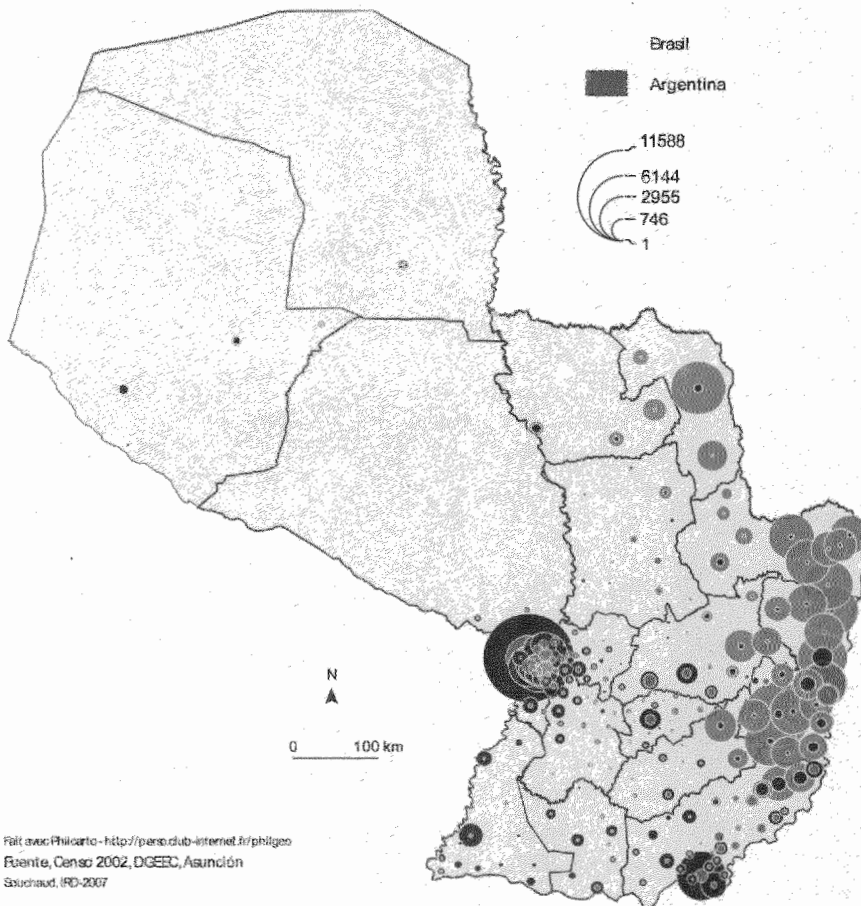 Brasil
Argentina
11588
6144
2955
746
1
N
0 100 km
Fait avec Philcarto - http://perso.club-internet.fr/philgeo
Fuente, Censo 2002, DGEEC, Asunción
Souchaud, IRD-2007